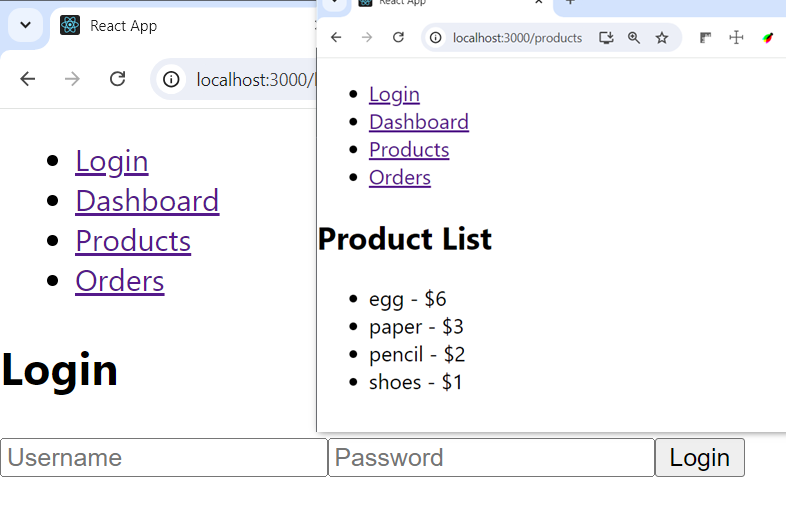 React App
localhost:3000/
Login
Dashboard
Products
Orders
Login
Username
Password
Login
React App
localhost:3000/products
Login
Dashboard
Products
Orders
Product List
egg - $6
paper - $3
pencil - $2
shoes - $1